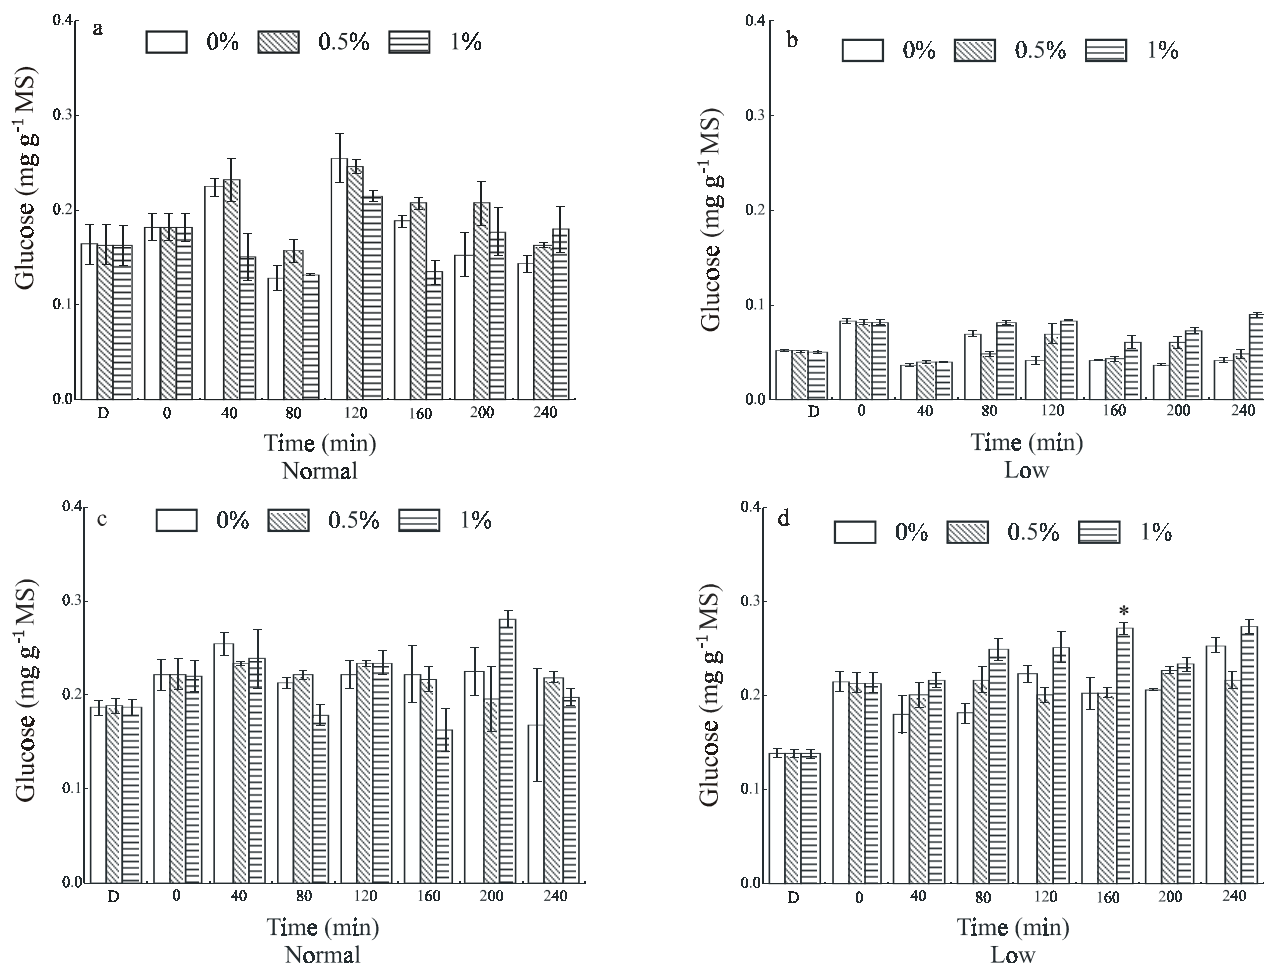 a
0% 0.5% 1%
0.4
0.3
0.2
0.1
0.0
Glucose (mg g-1 MS)
D 0 40 80 120 160 200 240
Time (min)
Normal
b
0% 0.5% 1%
0.4
0.3
0.2
0.1
0.0
Glucose (mg g-1 MS)
D 0 40 80 120 160 200 240
Time (min)
Low
c
0% 0.5% 1%
0.4
0.3
0.2
0.1
0.0
Glucose (mg g-1 MS)
D 0 40 80 120 160 200 240
Time (min)
Normal
d
0% 0.5% 1%
0.4
0.3
0.2
0.1
0.0
*
Glucose (mg g-1 MS)
D 0 40 80 120 160 200 240
Time (min)
Low